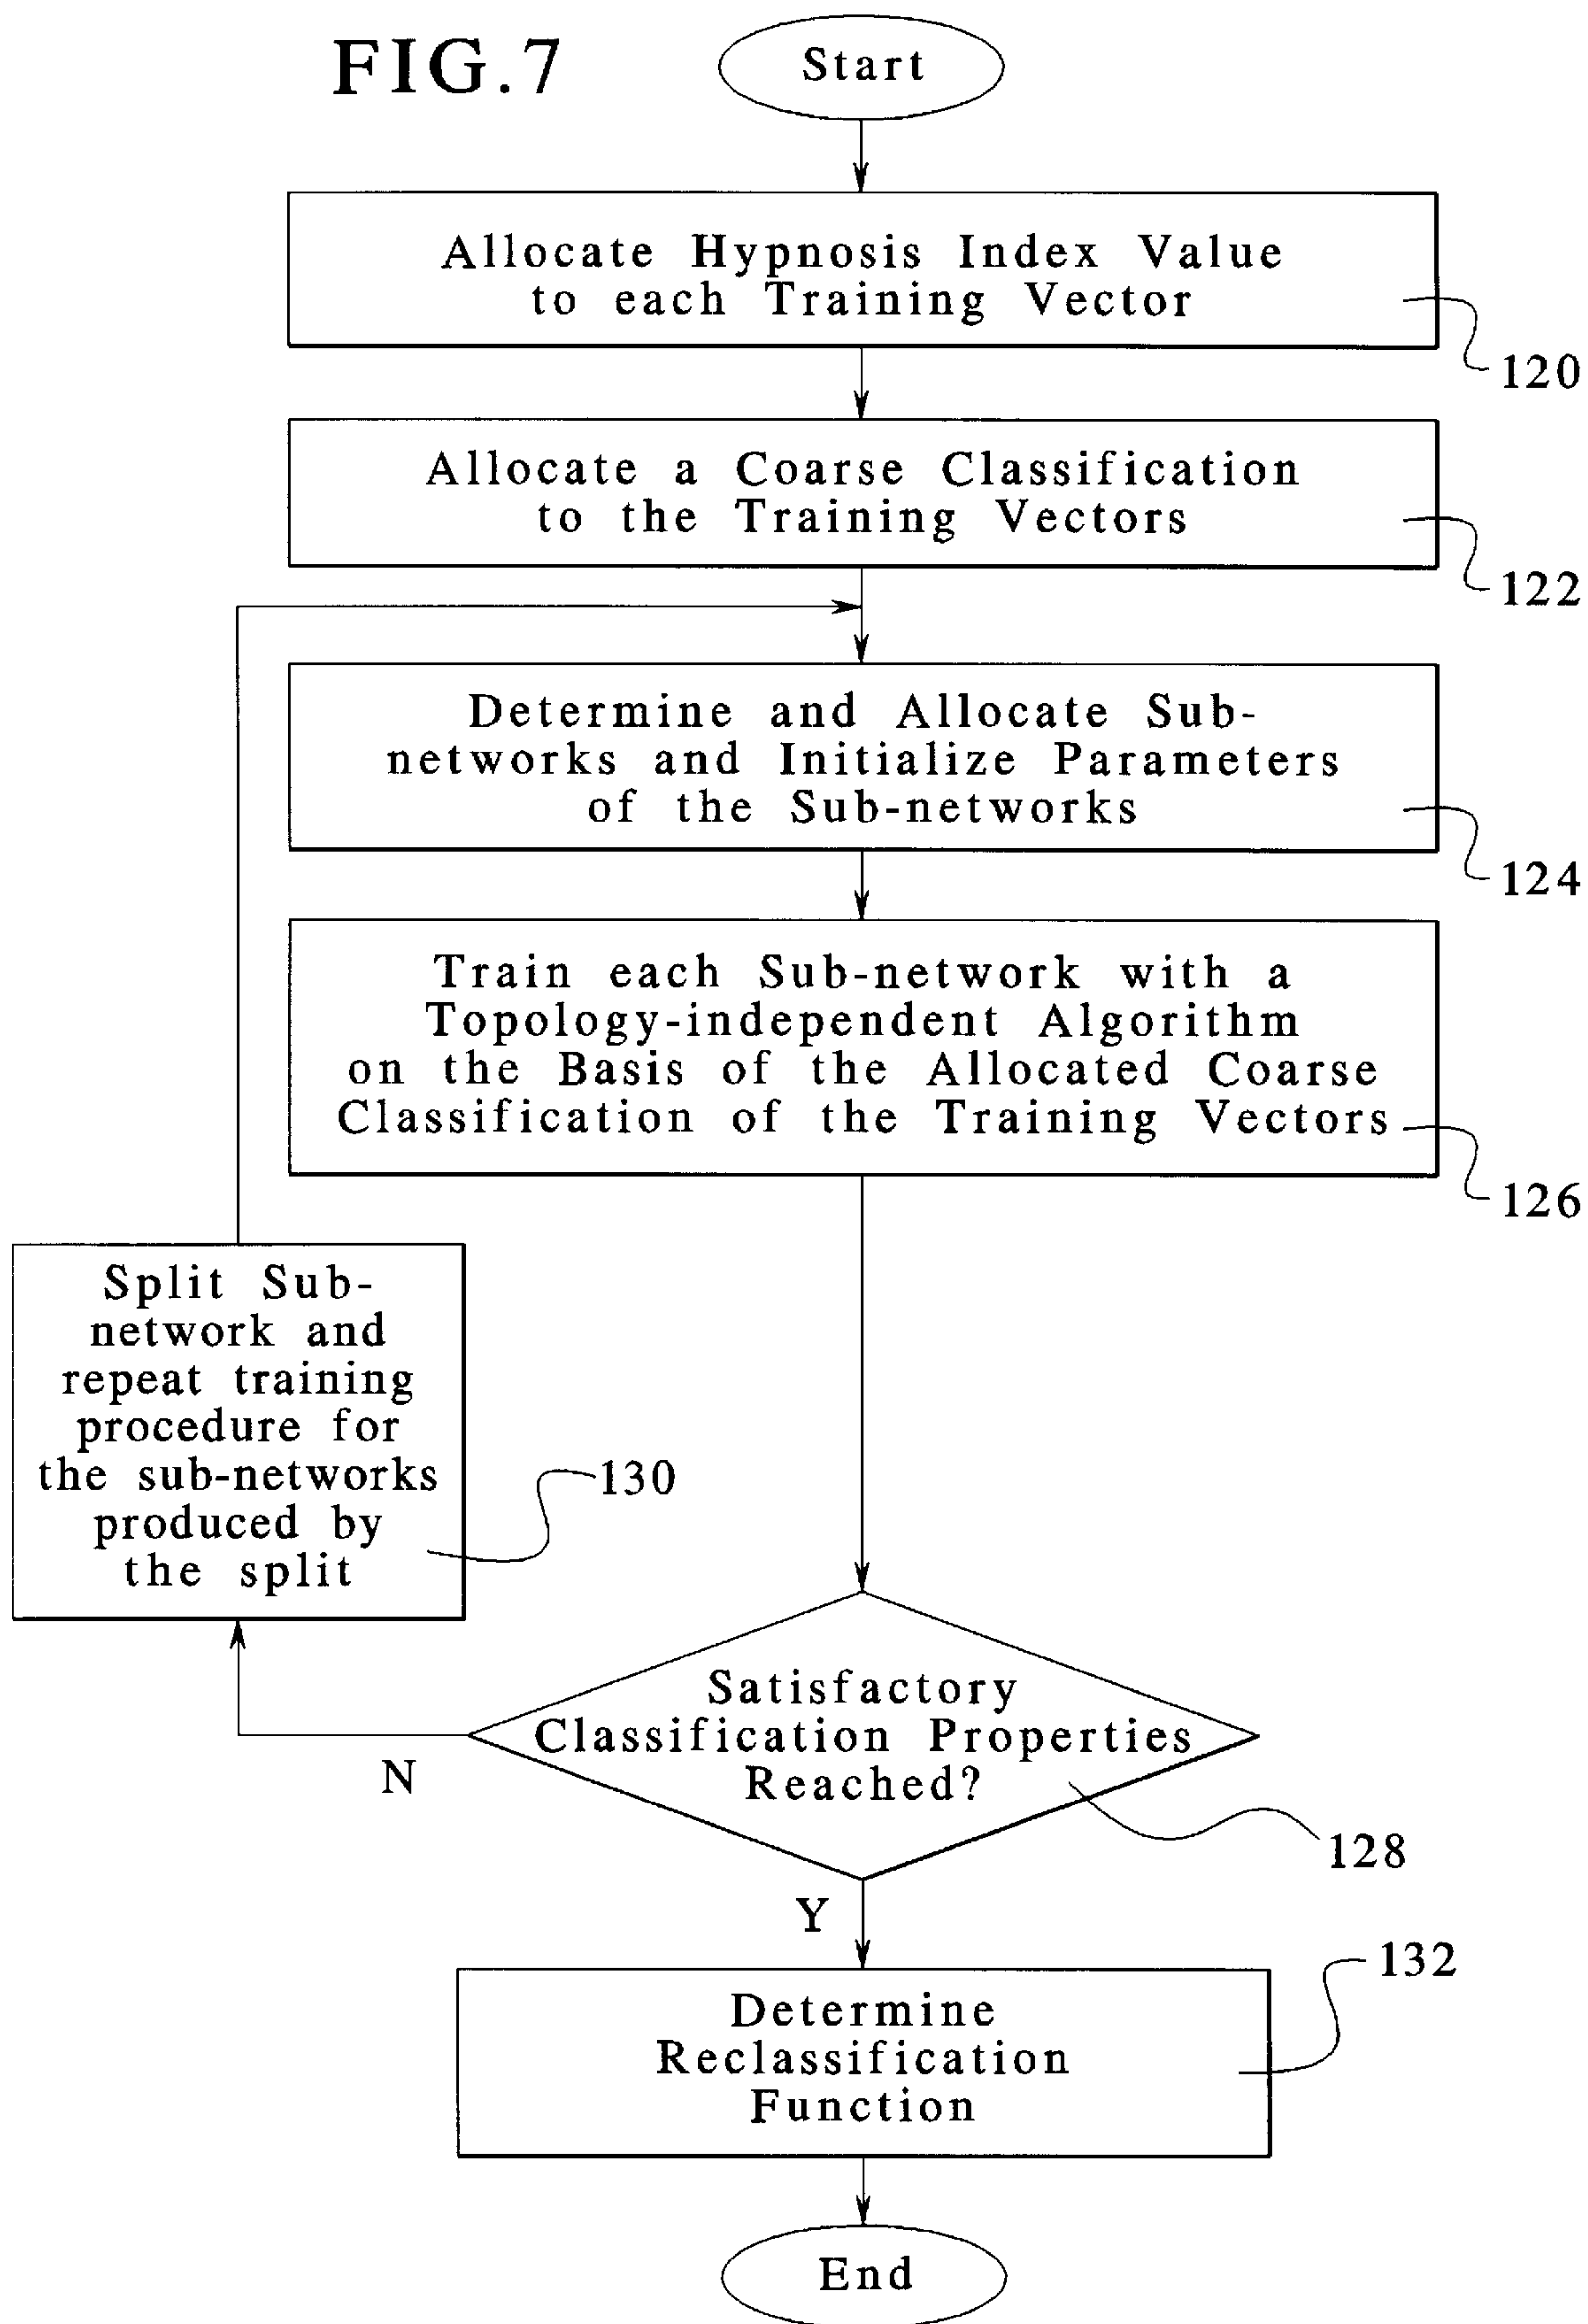 FIG.7
Start
Allocate Hypnosis Index Value
to each Training Vector
120
Allocate a Coarse Classification
to the Training Vectors
122
Determine and Allocate Sub-
networks and Initialize Parameters
of the Sub-networks
124
Train each Sub-network with a
Topology-independent Algorithm
on the Basis of the Allocated Coarse
Classification of the Training Vectors
126
Split Sub-
network and
repeat training
procedure for
the sub-networks
produced by
the split
130
Satisfactory
Classification Properties
Reached?
N
128
Y
132
Determine
Reclassification
Function
End